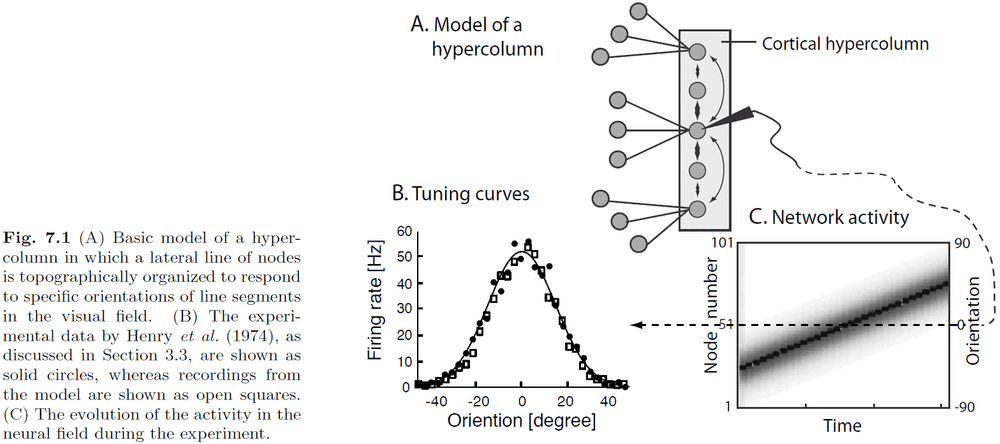 A. Model of a
hypercolumn
Cortical hypercolumn
B. Tuning curves
60
50
40
30
20
10
0
Firing rate [Hz]
-40 -20 0 20 40
Oriention [degree]
C. Network activity
101
51
1
Node number
90
0
-90
Orientation
Time
Fig. 7.1 (A) Basic model of a hyper-
column in which a lateral line of nodes
is topographically organized to respond
to specific orientations of line segments
in the visual field. (B) The experi-
mental data by Henry et al. (1974), as
discussed in Section 3.3, are shown as
solid circles, whereas recordings from
the model are shown as open squares.
(C) The evolution of the activity in the
neural field during the experiment.